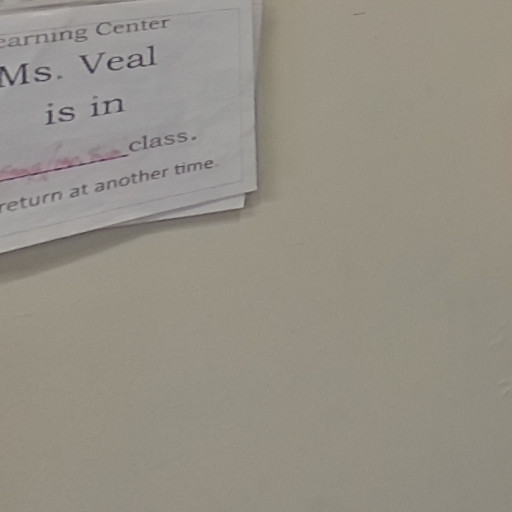 earning Center
Ms. Veal
is in
class.
return at another time.